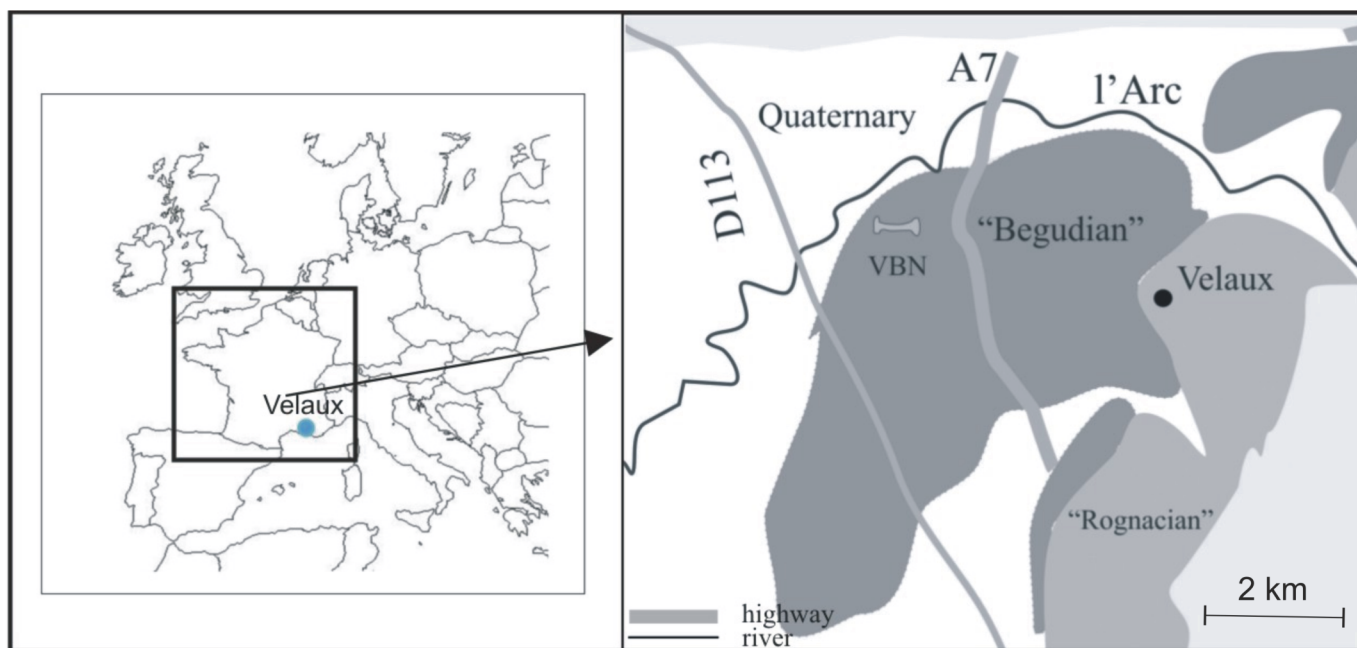 Velaux
A7
l'Arc
Quaternary
D113
“Begudian”
VBN
Velaux
“Rognacian”
2 km
highway
river